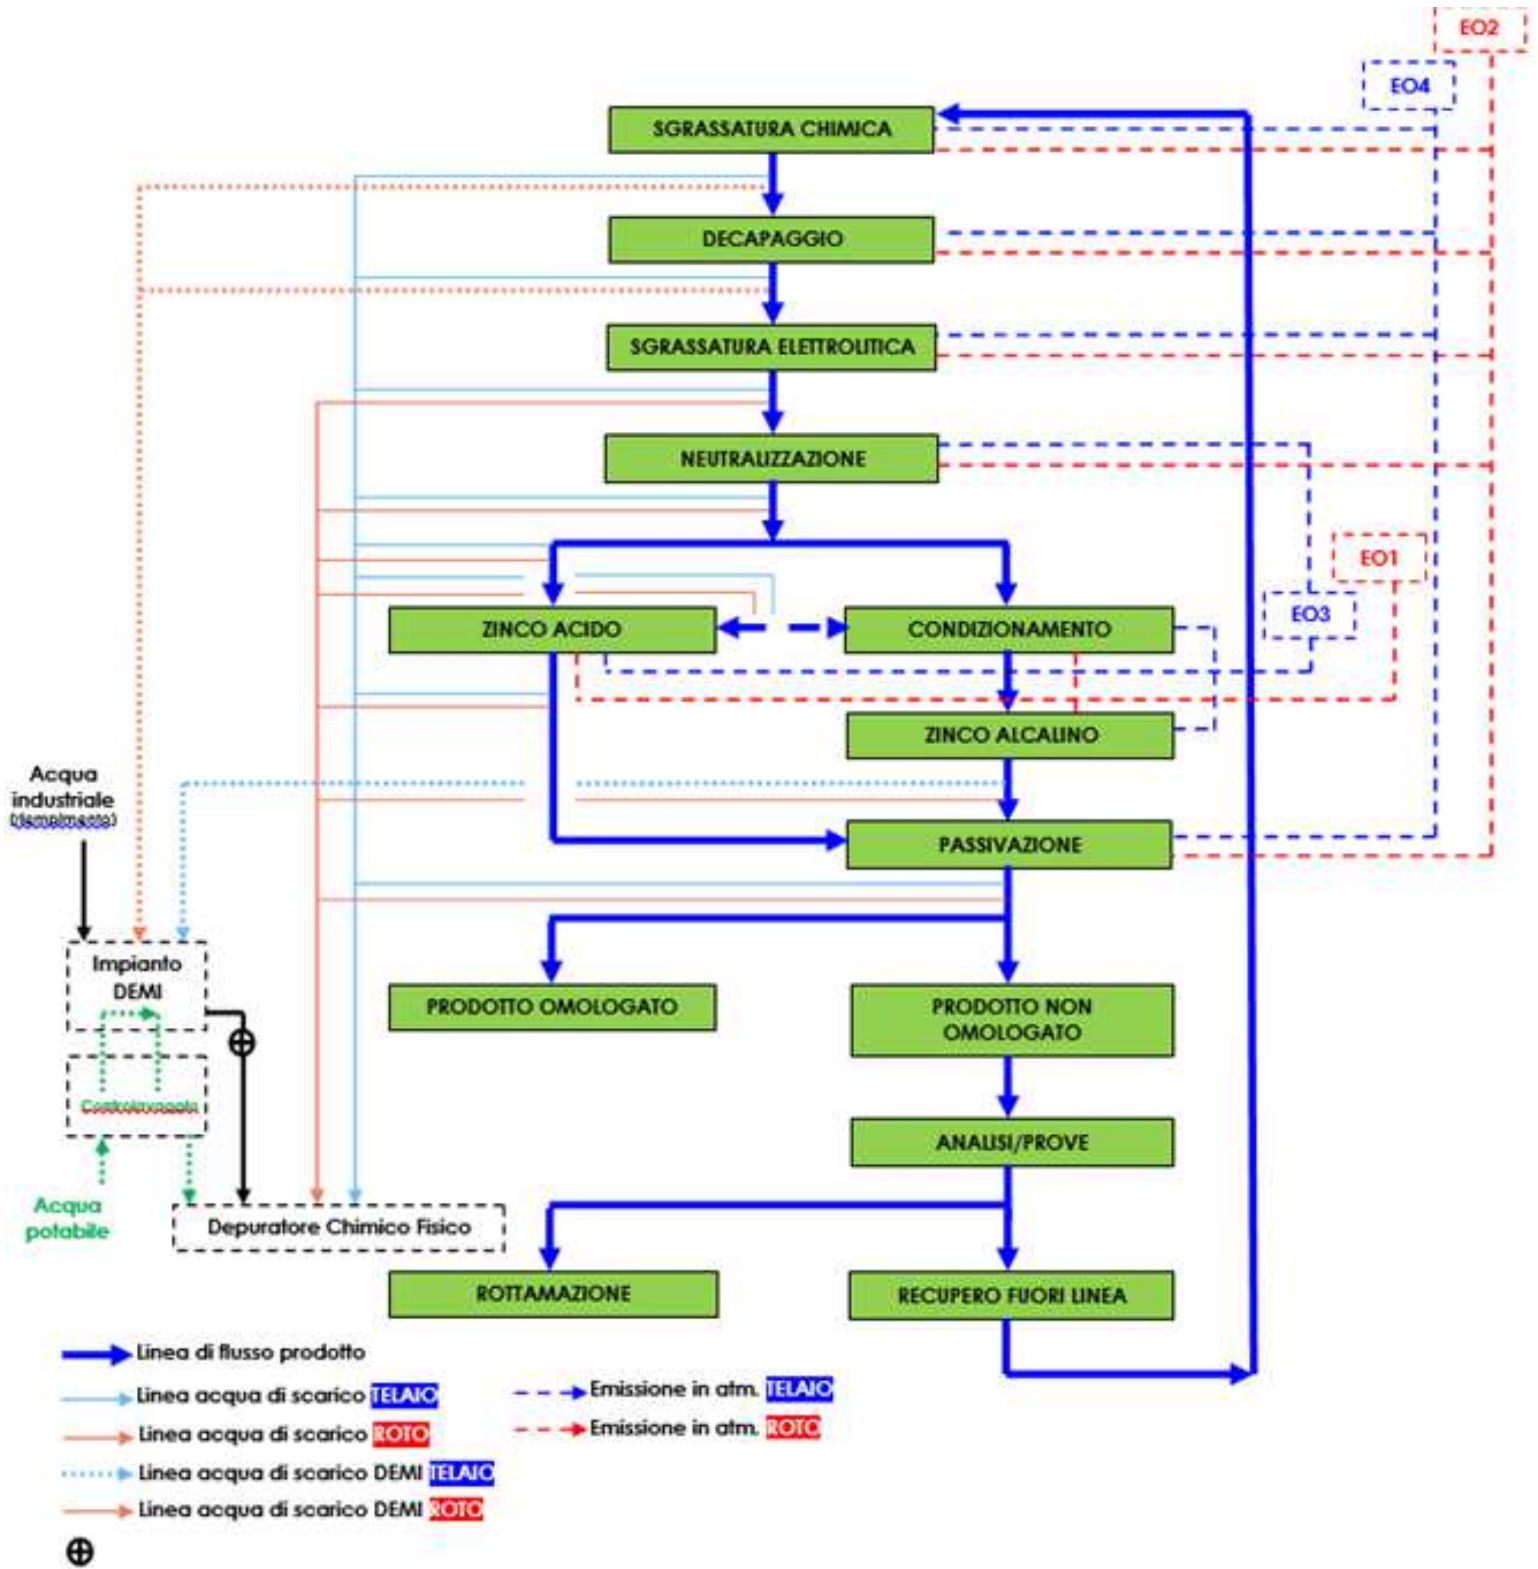 EO2
EO4
SGRASSATURA CHIMICA
DECAPAGGIO
SGRASSATURA ELETTROLITICA
NEUTRALIZZAZIONE
EO1
EO3
ZINCO ACIDO
CONDIZIONAMENTO
ZINCO ALCALINO
Acqua
industriale
PASSIVAZIONE
Impianto
DEMI
PRODOTTO OMOLOGATO
PRODOTTO NON
OMOLOGATO
Controlavaggio
ANALISI/PROVE
Acqua
potabile
Depuratore Chimico Fisico
ROTTAMAZIONE
RECUPERO FUORI LINEA
Linea di flusso prodotto
Linea acqua di scarico TELAIO
Linea acqua di scarico ROTO
Linea acqua di scarico DEMI TELAIO
Linea acqua di scarico DEMI ROTO
Emissione in atm. TELAIO
Emissione in atm. ROTO